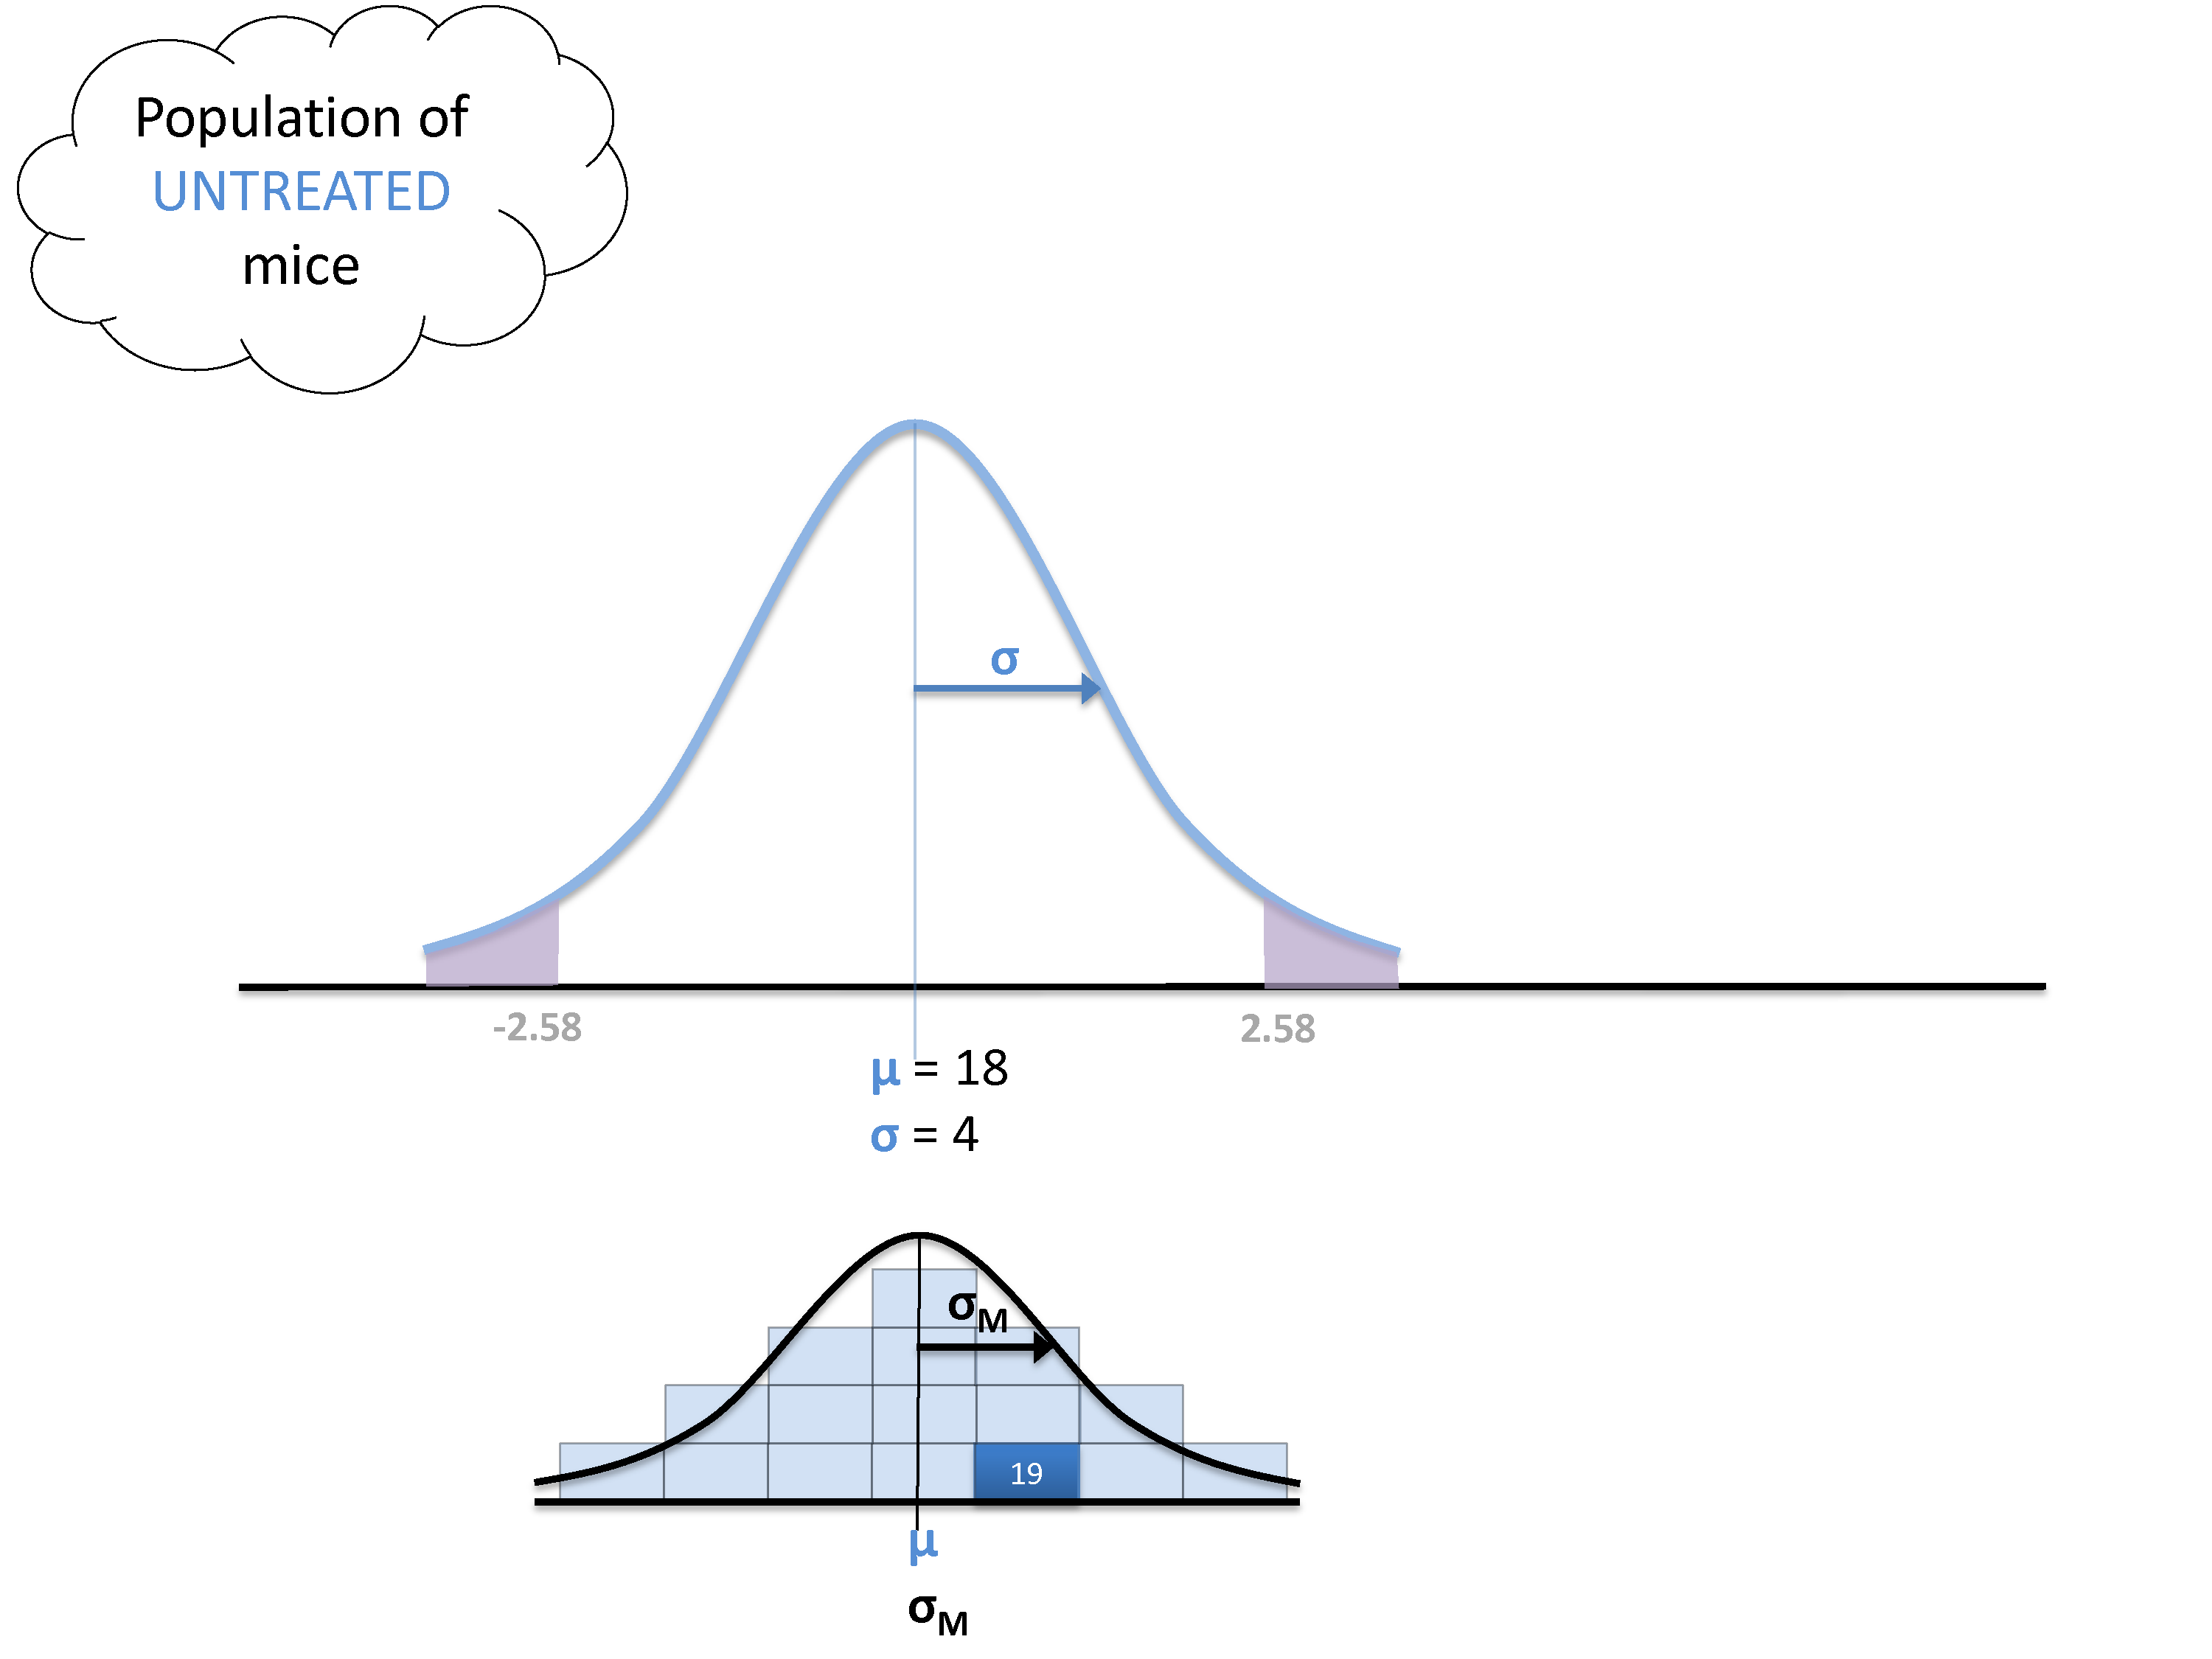 Population of
UNTREATED
mice
σ
-2.58
2.58
μ = 18
σ = 4
σM
19
μ
σM